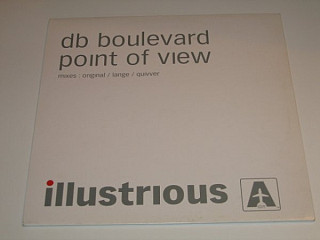 db boulevard
point of view
mixes : original / lange / quivver
illustrious A